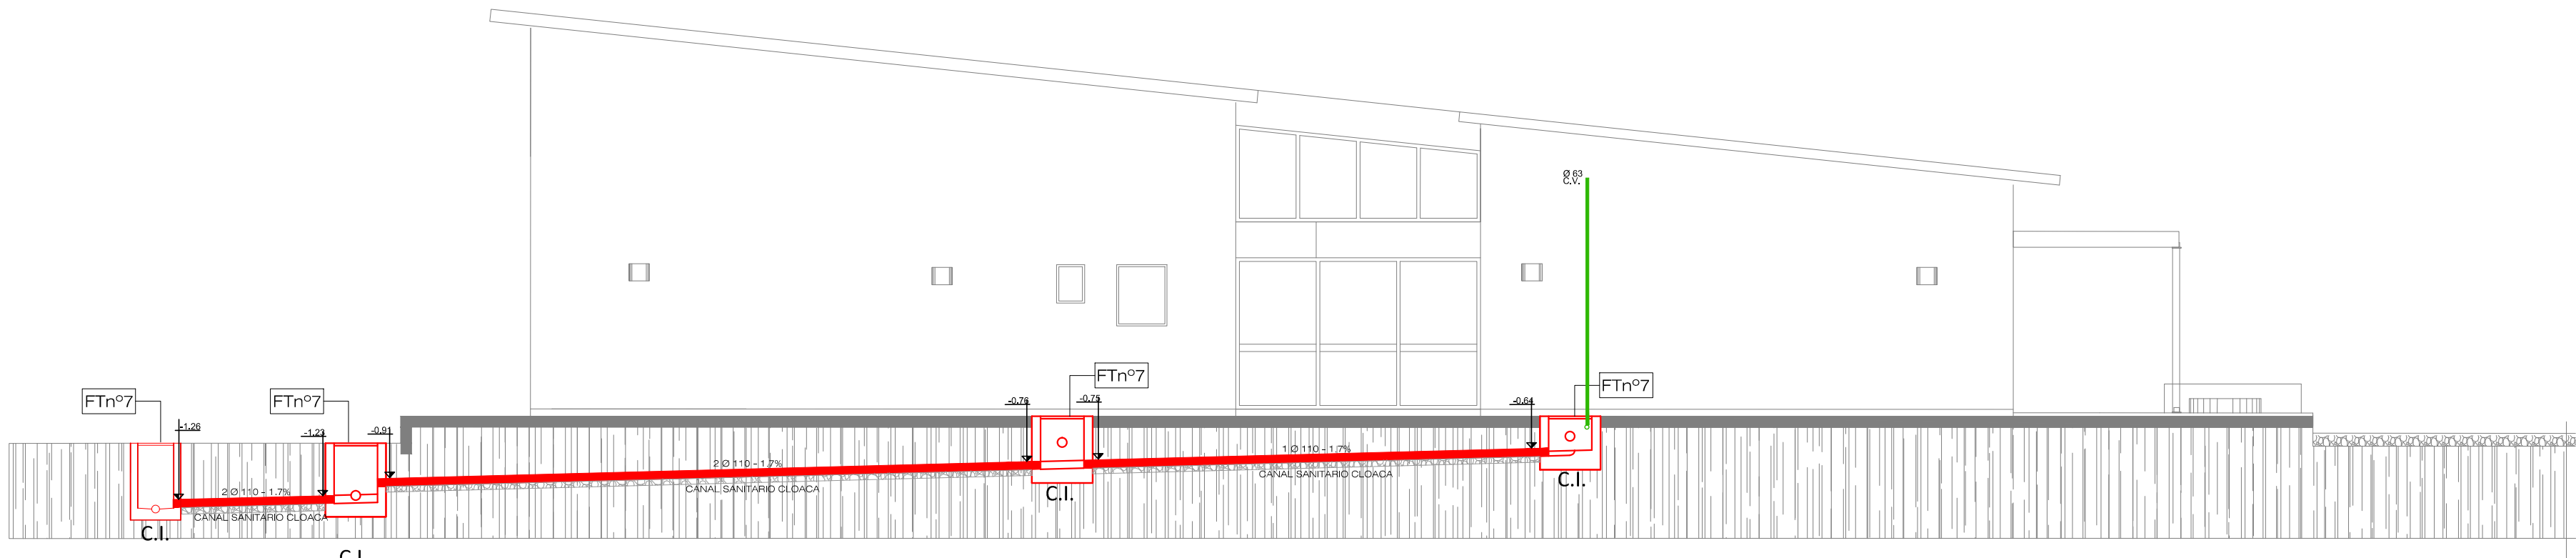 Ø 63
C.V.
FTnº7
FTnº7
FTnº7
FTnº7
-1.26
-1.23
-0.91
-0.76
-0.75
-0.64
2 Ø 110 - 1.7%
CANAL SANITARIO CLOACA
2 Ø 110 - 1.7%
CANAL SANITARIO CLOACA
1 Ø 110 - 1.7%
CANAL SANITARIO CLOACA
C.I.
C.I.
C.I.
C.I.